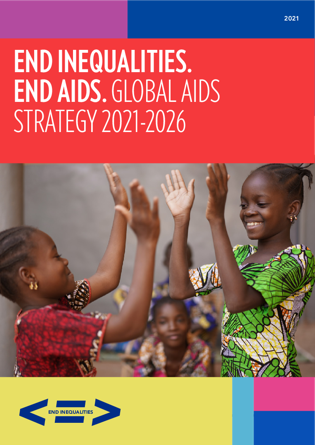 2021
END INEQUALITIES.
END AIDS. GLOBAL AIDS
STRATEGY 2021-2026
END INEQUALITIES